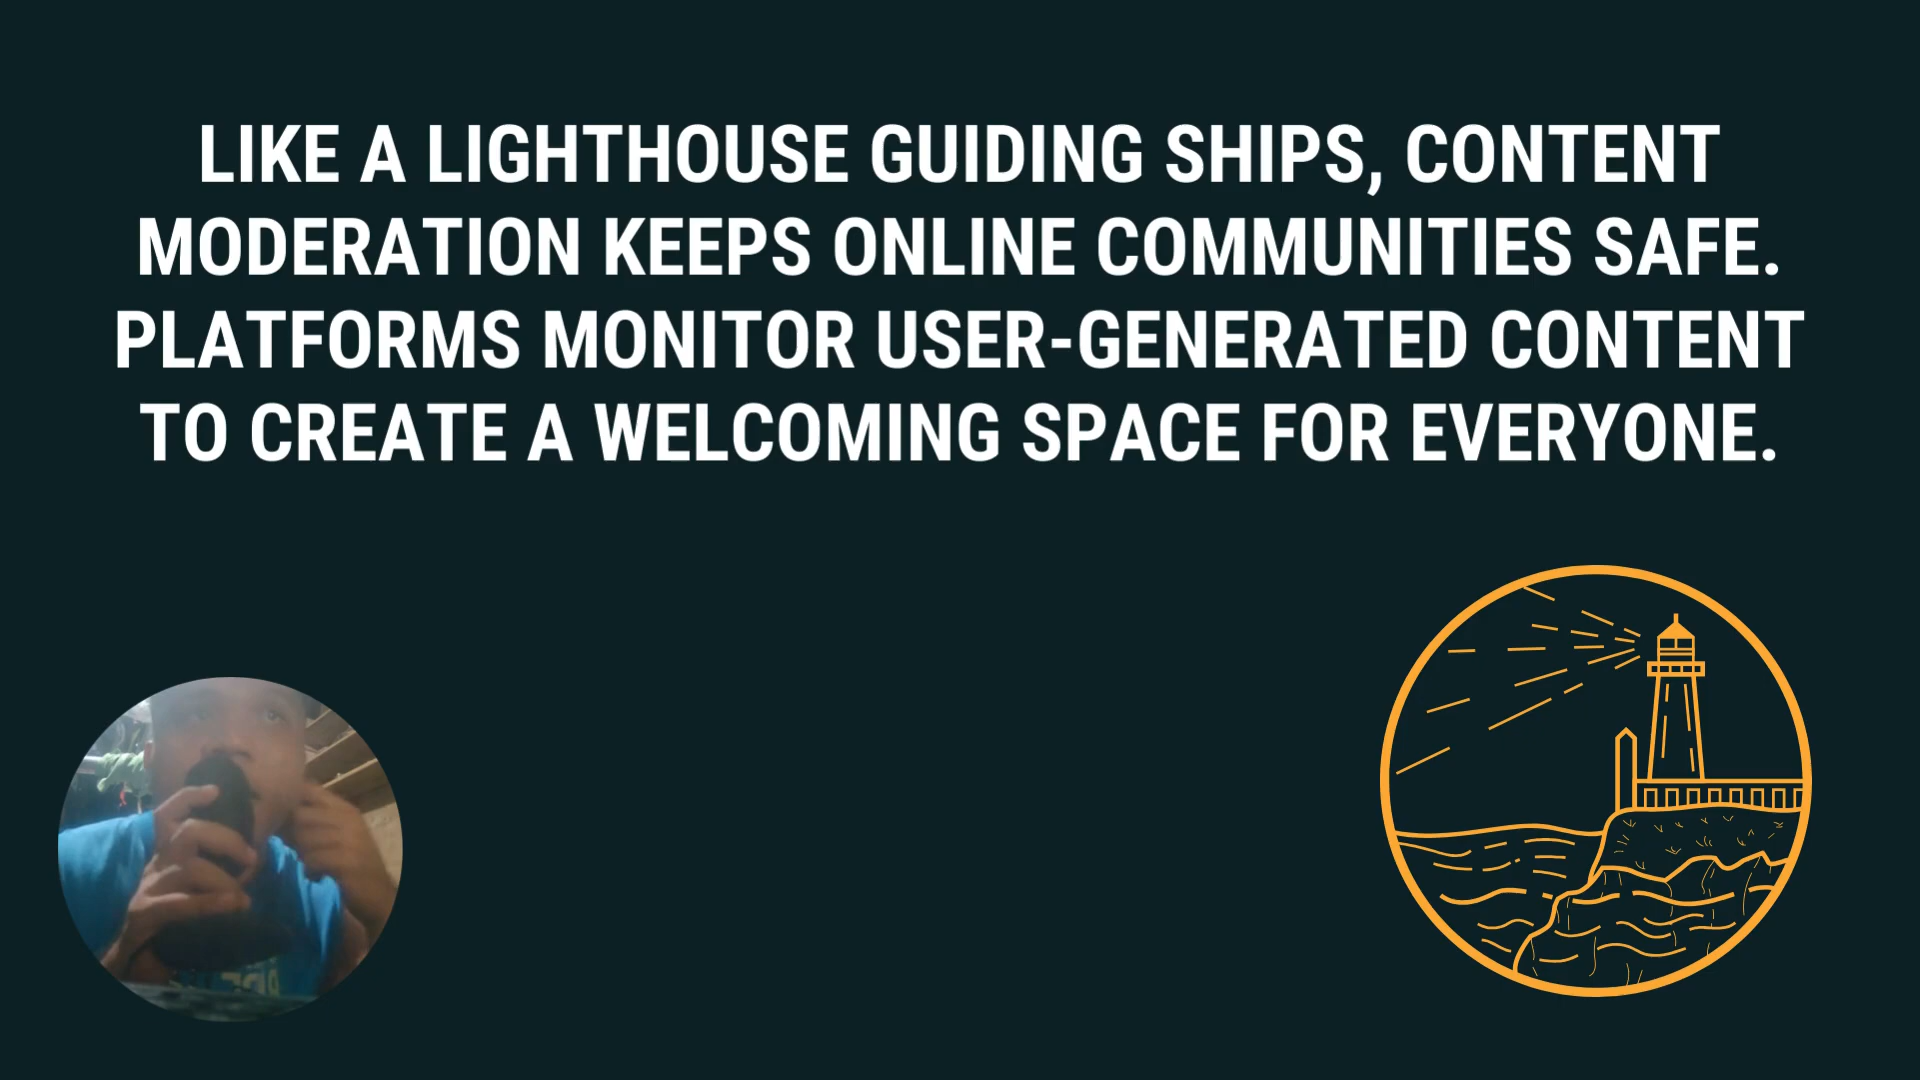 LIKE A LIGHTHOUSE GUIDING SHIPS, CONTENT
MODERATION KEEPS ONLINE COMMUNITIES SAFE.
PLATFORMS MONITOR USER-GENERATED CONTENT
TO CREATE A WELCOMING SPACE FOR EVERYONE.